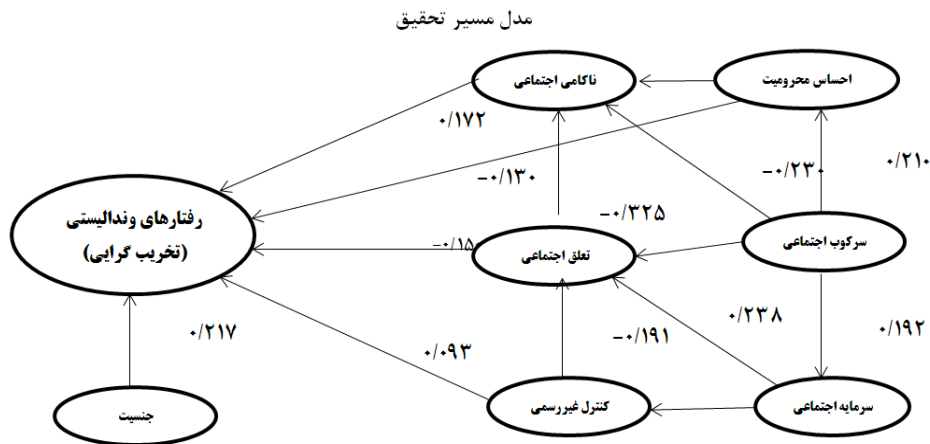 مدل مسیر تحقیق
احساس محرومیت
ناکامی اجتماعی
۰/۱۷۲
-۰/۱۳۰
-۰/۲۳۰
۰/۲۱۰
رفتارهای وندالیستی
(تخریب گرایی)
-۰/۳۲۵
سرکوب اجتماعی
تعلق اجتماعی
-۰/۱۵۰
۰/۲۱۷
۰/۰۹۳
-۰/۱۹۱
۰/۲۳۸
۰/۱۹۲
سرمایه اجتماعی
کنترل غیررسمی
جنسیت